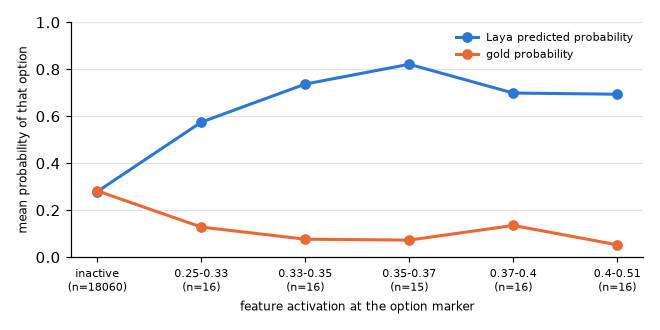 1.0
0.8
0.6
0.4
0.2
0.0
mean probability of that option
Laya predicted probability
gold probability
inactive
(n=18060)
0.25-0.33
(n=16)
0.33-0.35
(n=16)
0.35-0.37
(n=15)
0.37-0.4
(n=16)
0.4-0.51
(n=16)
feature activation at the option marker